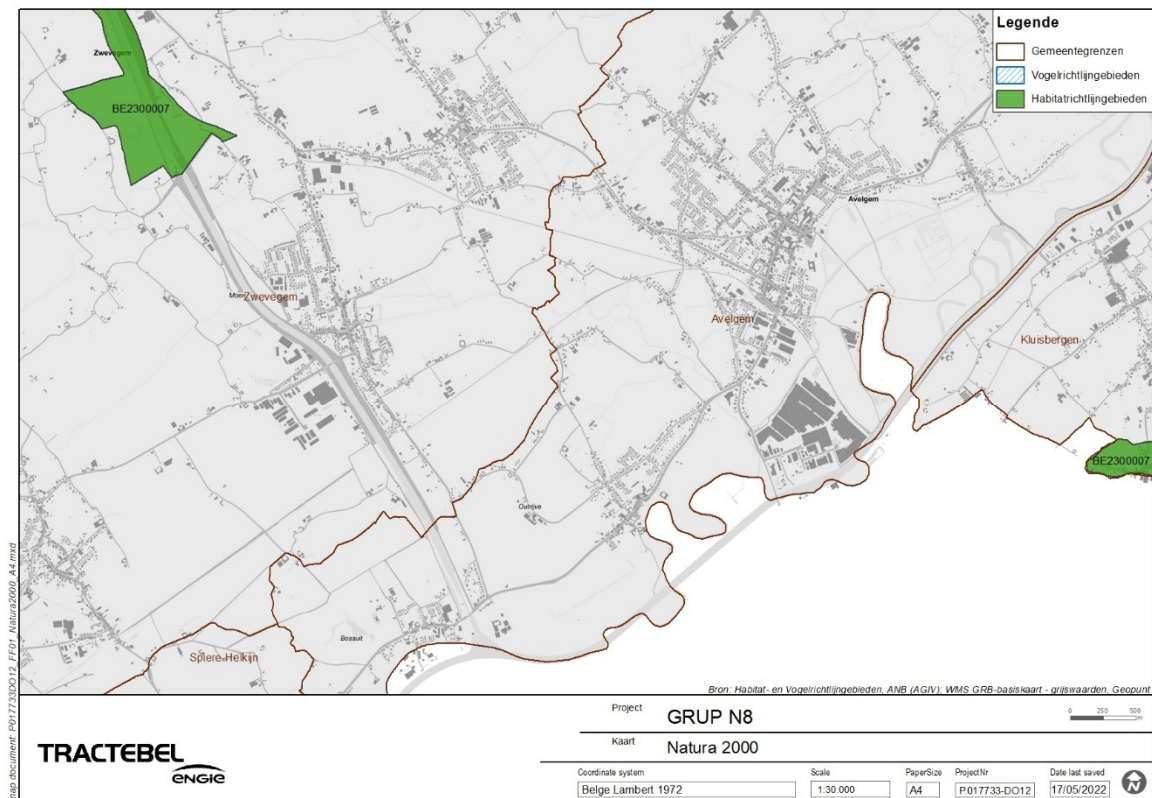 Legende
Gemeentegrenzen
Vogelrichtlijngebieden
Habitatrichtlijngebieden
Zwevegem
BE2300007
Avelgem
Moen
Zwevegem
Avelgem
Kluisbergen
BE2300007
Outrijve
Bossuit
Spiere-Helkijn
Bron: Habitat- en Vogelrichtlijngebieden, ANB (AGIV); WMS GRB-basiskaart - grijswaarden, Geopunt
map document: P017733DO12_FF01_Natura2000_A4.mxd
TRACTEBEL
ENGIE
Project GRUP N8
0 250 500
m
Kaart Natura 2000
Coordinate system Scale PaperSize ProjectNr Date last saved
Belge Lambert 1972 1:30.000 A4 P.017733-DO12 17/05/2022
N